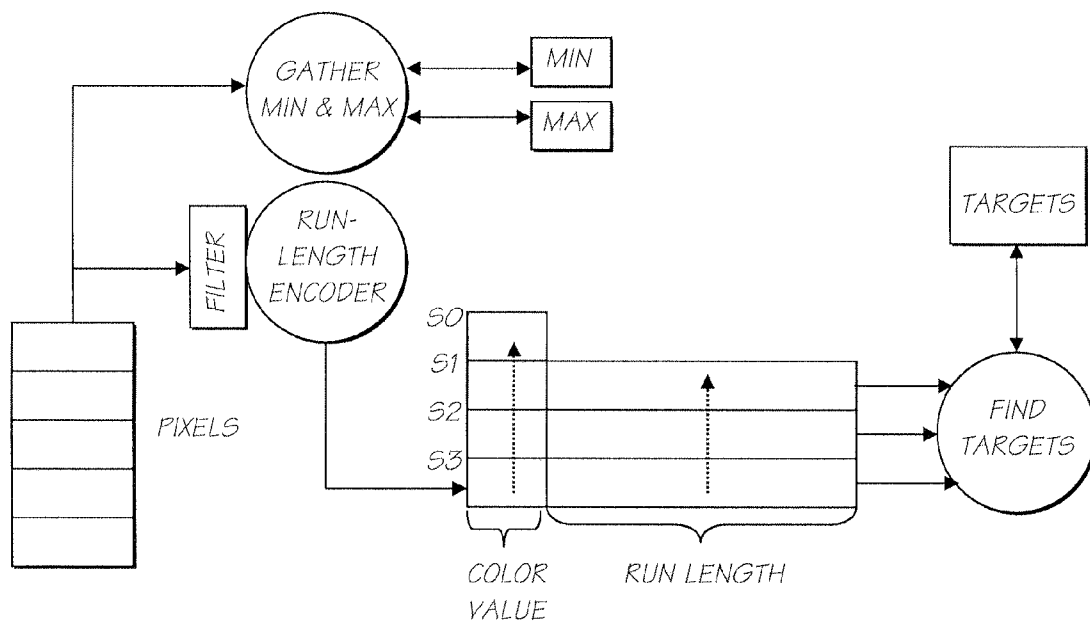 GATHER
MIN & MAX
MIN
MAX
RUN-
LENGTH
ENCODER
FILTER
TARGETS
PIXELS
S0
S1
S2
S3
FIND
TARGETS
COLOR
VALUE
RUN LENGTH